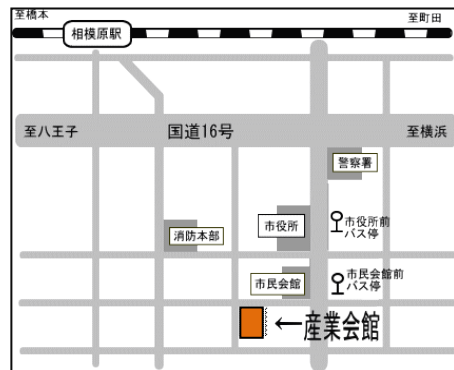 至橋本
至町田
相模原駅
至八王子
国道16号
至横浜
警察署
市役所
市役所前
バス停
消防本部
市民会館
市民会館前
バス停
←産業会館